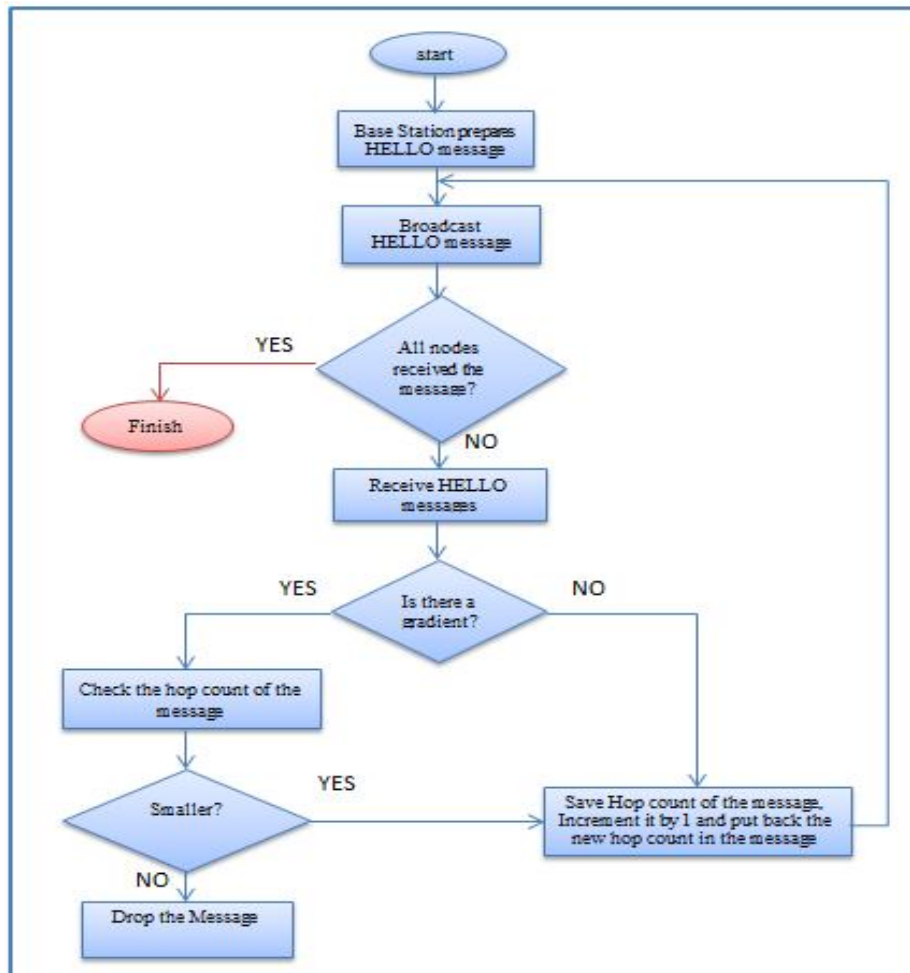 start
Base Station prepares
HELLO message
Broadcast
HELLO message
All nodes
received the
message?
YES
Finish
NO
Receive HELLO
messages
Is there a
gradient?
YES
NO
Check the hop count of the
message
Smaller?
YES
Save Hop count of the message,
Increment it by 1 and put back the
new hop count in the message
NO
Drop the Message